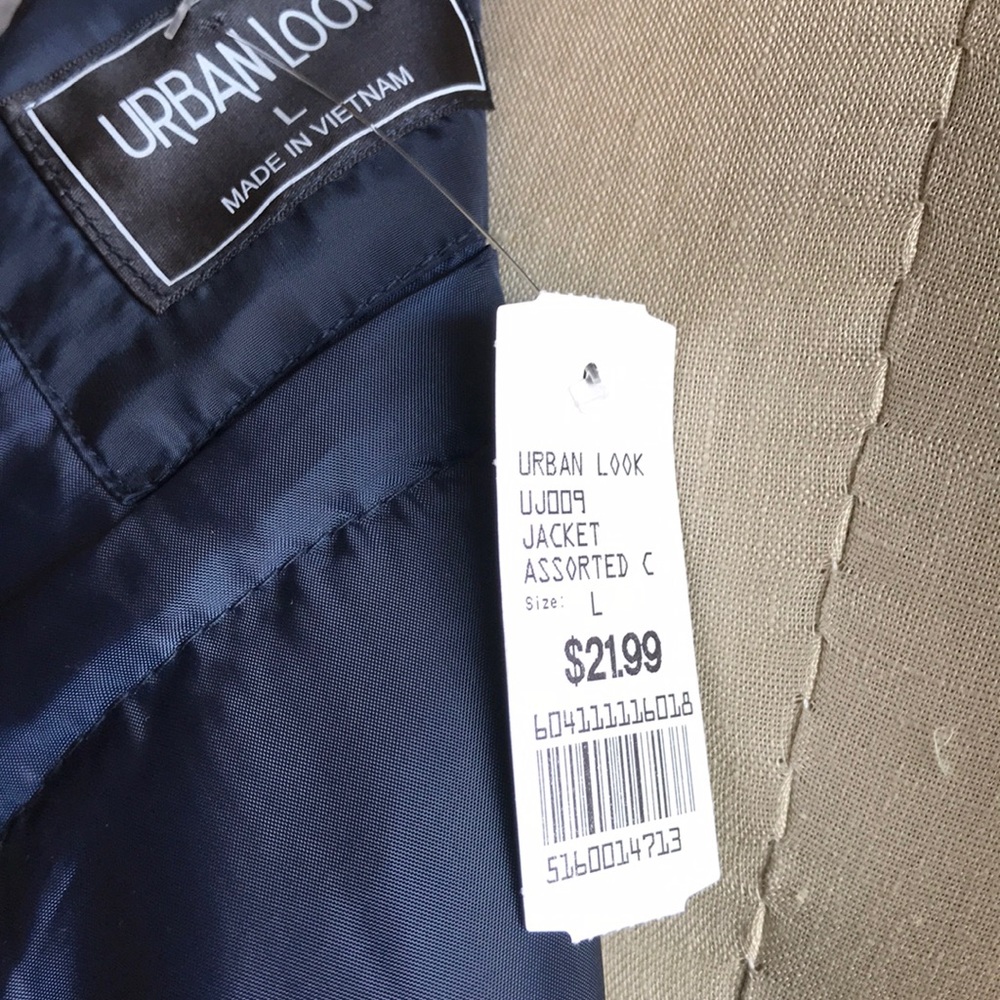 URBAN LOOK
L
MADE IN VIETNAM
URBAN LOOK
UJ009
JACKET
ASSORTED C
Size: L
$21.99
604111116018
5160014713